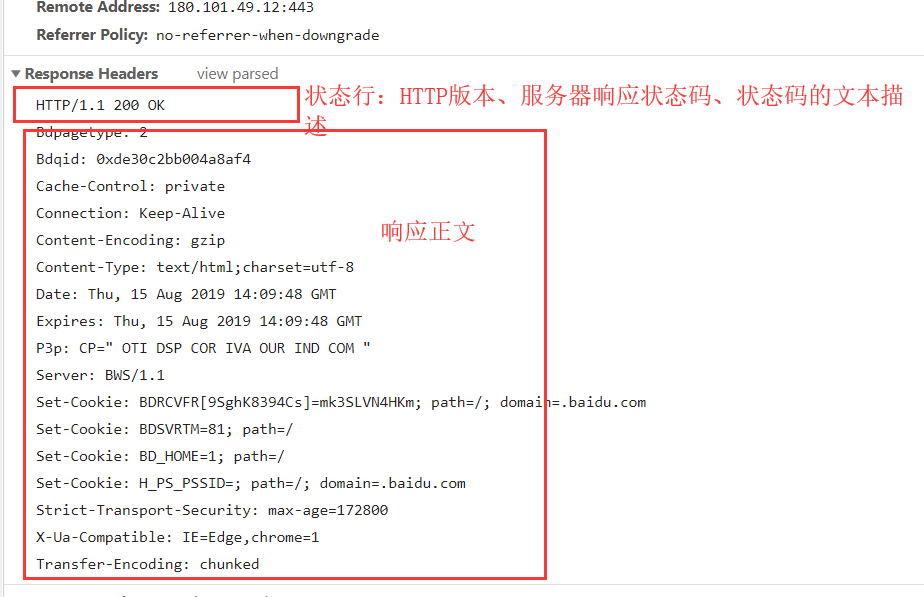 Remote Address: 180.101.49.12:443
Referrer Policy: no-referrer-when-downgrade
Response Headers view parsed
HTTP/1.1 200 OK
状态行：HTTP版本、服务器响应状态码、状态码的文本描
述
Bdpagetype: 2
Bdqid: 0xde30c2bb004a8af4
Cache-Control: private
Connection: Keep-Alive
响应正文
Content-Encoding: gzip
Content-Type: text/html;charset=utf-8
Date: Thu, 15 Aug 2019 14:09:48 GMT
Expires: Thu, 15 Aug 2019 14:09:48 GMT
P3p: CP=" OTI DSP COR IVA OUR IND COM "
Server: BWS/1.1
Set-Cookie: BDRCVFR[9SghK8394Cs]=mk3SLVN4HKm; path=/; domain=.baidu.com
Set-Cookie: BDSVRTM=81; path=/
Set-Cookie: BD_HOME=1; path=/
Set-Cookie: H_PS_PSSID=; path=/; domain=.baidu.com
Strict-Transport-Security: max-age=172800
X-Ua-Compatible: IE=Edge,chrome=1
Transfer-Encoding: chunked